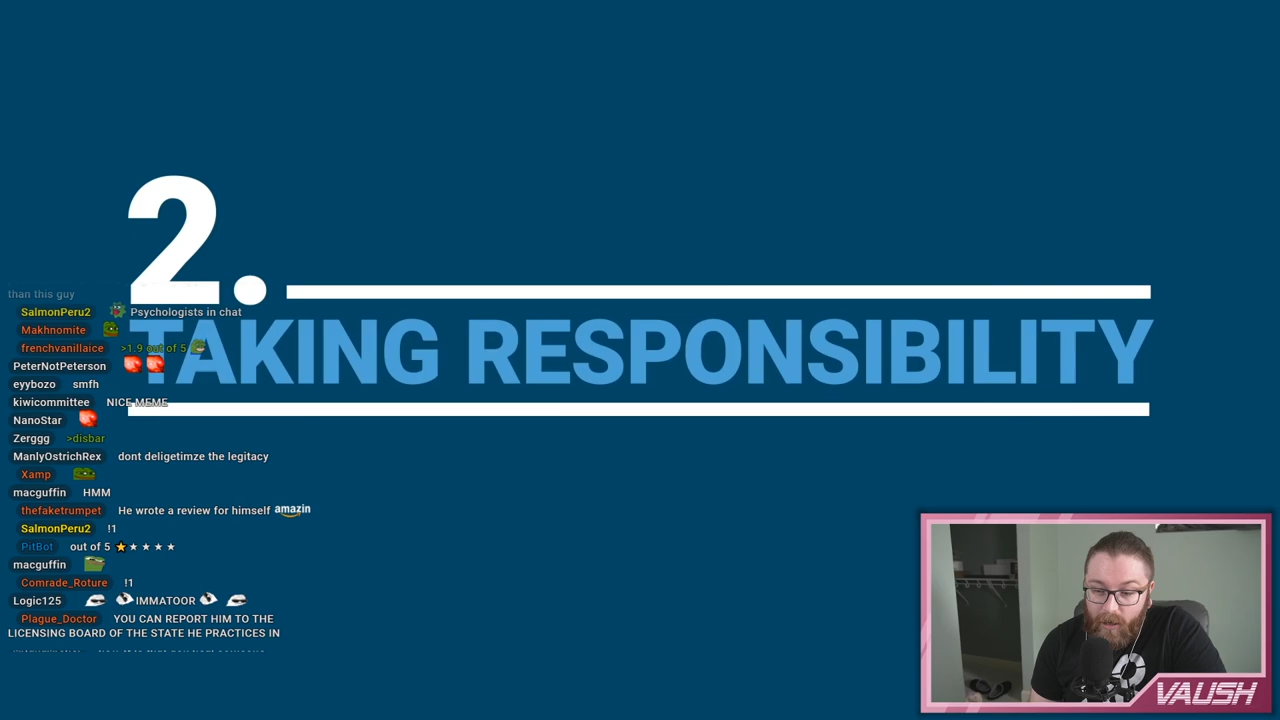 2.
TAKING RESPONSIBILITY
than this guy
SalmonPeru2 Psychologists in chat
Makhnomite
frenchvanillaice >1.9 out of 5
PeterNotPeterson
eyybozo smfh
kiwicommittee NICE MEME
NanoStar
Zerggg >disbar
ManlyOstrichRex dont deligetimze the legitacy
Xamp
macguffin HMM
thefaketrumpet He wrote a review for himself amazin
SalmonPeru2 !1
PitBot out of 5 ★★★★★
macguffin
Comrade_Roture !1
Logic125 IMMATOOR
Plague_Doctor YOU CAN REPORT HIM TO THE
LICENSING BOARD OF THE STATE HE PRACTICES IN
VAUSH